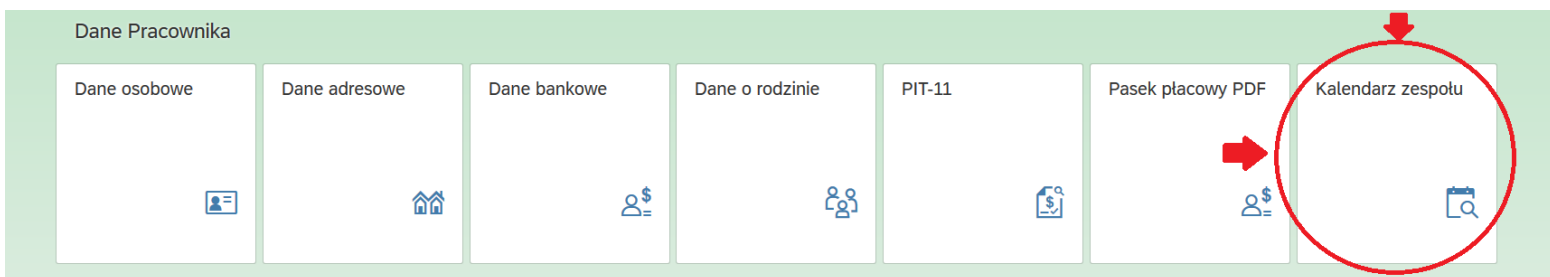 Dane Pracownika
Dane osobowe
Dane adresowe
Dane bankowe
Dane o rodzinie
PIT-11
Pasek płacowy PDF
Kalendarz zespołu